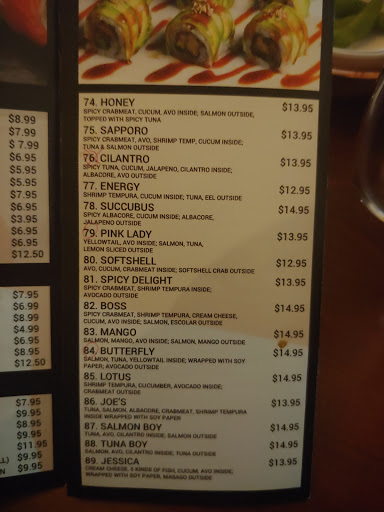 $8.99
$7.99
$ 7.99
$6.95
$5.95
$5.95
$7.95
$6.95
$3.95
$6.95
$6.95
$12.50
$7.95
$6.99
$8.99
$4.99
$6.95
$8.95
$12.50
$7.95
$9.95
$8.95
$9.95
$11.95
LL) $9.95
N $9.95
74. HONEY $13.95
SPICY CRABMEAT, CUCUM, AVO INSIDE; SALMON OUTSIDE,
TOPPED WITH SPICY TUNA
75. SAPPORO $13.95
SPICY CRABMEAT, AVO, SHRIMP TEMP, CUCUM INSIDE;
TUNA & SALMON OUTSIDE
76. CILANTRO $13.95
SPICY TUNA, CUCUM, JALAPENO, CILANTRO INSIDE;
ALBACORE, AVO OUTSIDE
77. ENERGY $12.95
SHRIMP TEMPURA, CUCUM INSIDE; TUNA, EEL OUTSIDE
78. SUCCUBUS $14.95
SPICY ALBACORE, CUCUM INSIDE; ALBACORE,
JALAPENO OUTSIDE
79. PINK LADY $13.95
YELLOWTAIL, AVO INSIDE; SALMON, TUNA,
LEMON SLICED OUTSIDE
80. SOFTSHELL $12.95
AVO, CUCUM, CRABMEAT INSIDE; SOFTSHELL CRAB OUTSIDE
81. SPICY DELIGHT $13.95
SPICY CRABMEAT, SHRIMP TEMPURA INSIDE;
AVOCADO OUTSIDE
82. BOSS $14.95
SPICY CRABMEAT, SHRIMP TEMPURA, CREAM CHEESE,
CUCUM, AVO INSIDE; SALMON, ESCOLAR OUTSIDE
83. MANGO $14.95
SALMON, MANGO, AVO INSIDE; SALMON, MANGO OUTSIDE
84. BUTTERFLY $14.95
SALMON, TUNA, YELLOWTAIL INSIDE; WRAPPED WITH SOY
PAPER; AVOCADO OUTSIDE
85. LOTUS $14.95
SHRIMP TEMPURA, CUCUMBER, AVOCADO INSIDE;
CRABMEAT OUTSIDE
86. JOE'S $13.95
TUNA, SALMON, ALBACORE, CRABMEAT, SHRIMP TEMPURA
INSIDE WRAPPED WITH SOY PAPER
87. SALMON BOY $14.95
TUNA, AVO, CILANTRO INSIDE; SALMON OUTSIDE
88. TUNA BOY $14.95
SALMON, AVO, CILANTRO INSIDE; TUNA OUTSIDE
89. JESSICA $13.95
CREAM CHEESE, 3 KINDS OF FISH, CUCUM, AVO INSIDE;
WRAPPED WITH SOY PAPER, MASAGO OUTSIDE